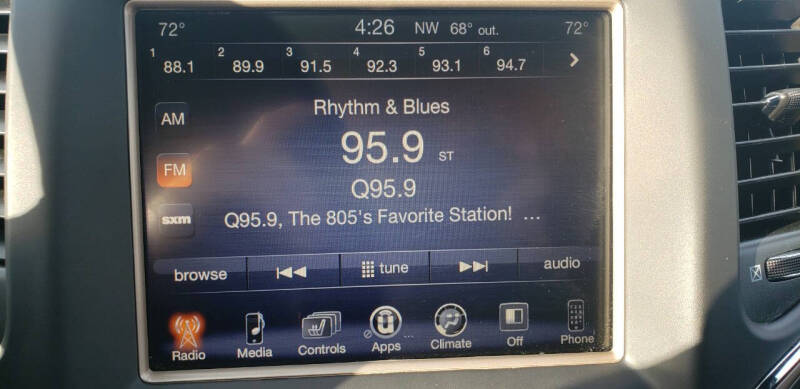 72° 4:26 NW 68° out. 72°
1 88.1 2 89.9 3 91.5 4 92.3 5 93.1 6 94.7 >
Rhythm & Blues
AM
95.9 ST
FM
Q95.9
sxm
Q95.9, The 805's Favorite Station! ...
browse tune audio
Radio Media Controls Apps ... Climate Off Phone